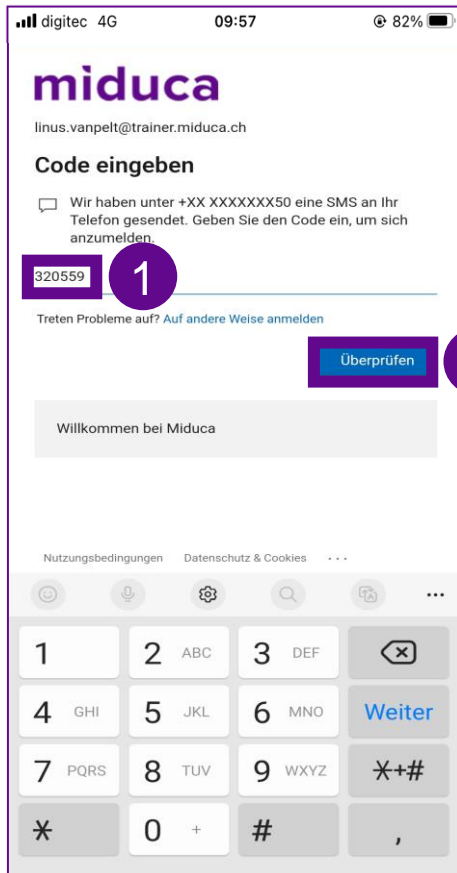 digitec 4G 09:57 82%
miduca
linus.vanpelt@trainer.miduca.ch
Code eingeben
Wir haben unter +XX XXXXXXX50 eine SMS an Ihr
Telefon gesendet. Geben Sie den Code ein, um sich
anzumelden.
320559 1
Treten Probleme auf? Auf andere Weise anmelden
Überprüfen
Willkommen bei Miduca
Nutzungsbedingungen Datenschutz & Cookies ...
1 2 ABC 3 DEF
4 GHI 5 JKL 6 MNO Weiter
7 PQRS 8 TUV 9 WXYZ *+#
* 0 + # ,